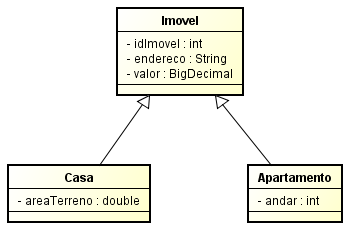 Imovel
- idImovel : int
- endereco : String
- valor : BigDecimal
Casa
- areaTerreno : double
Apartamento
- andar : int